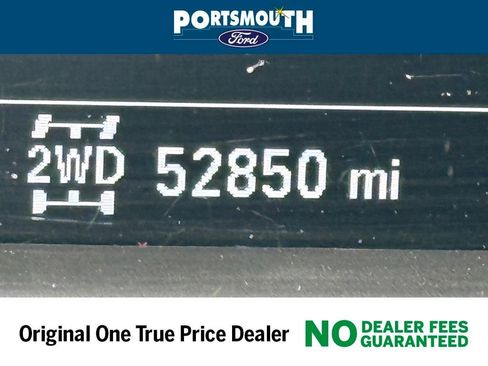 PORTSMOUTH
Ford
2WD 52850 mi
Original One True Price Dealer
NO DEALER FEES
GUARANTEED